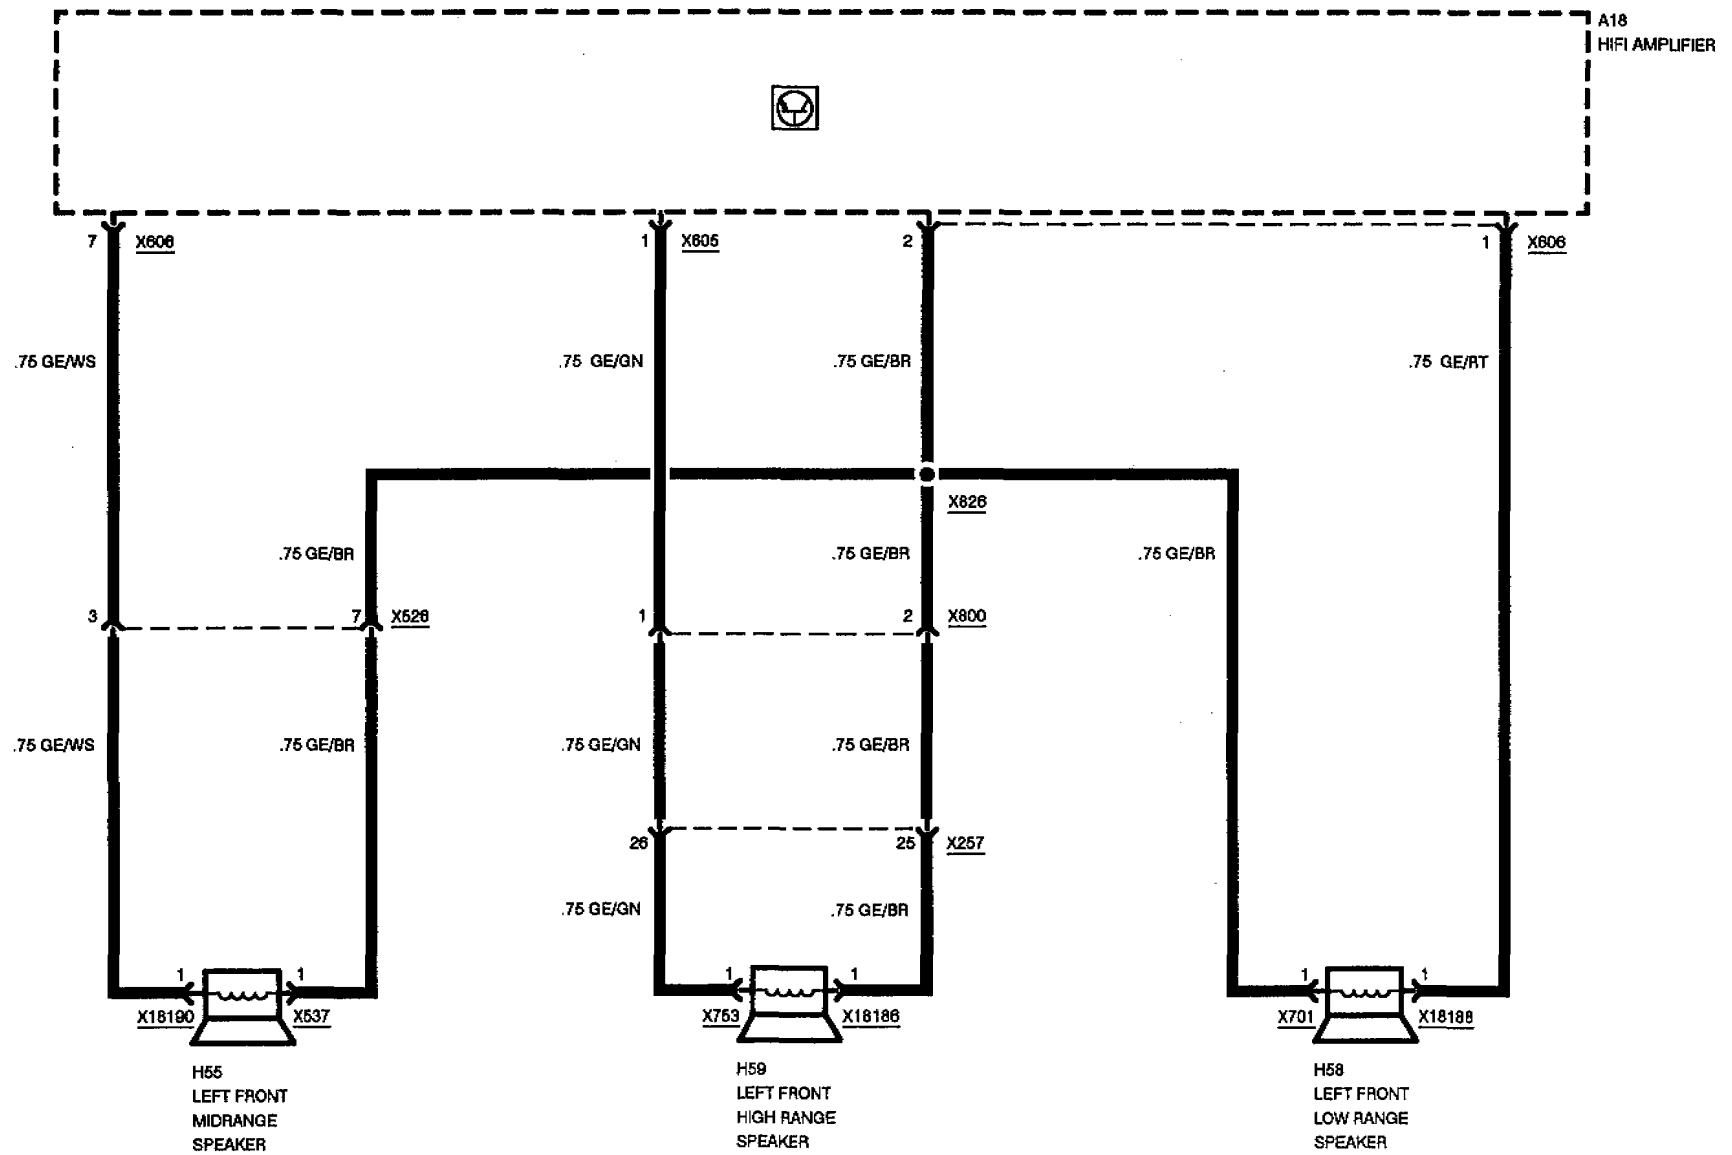 A18
HIFI AMPLIFIER
7 X606
1 X605
2
1 X606
.75 GE/WS
.75 GE/GN
.75 GE/BR
.75 GE/RT
X826
.75 GE/BR
.75 GE/BR
.75 GE/BR
3
7 X526
1
2 X800
.75 GE/WS
.75 GE/BR
.75 GE/GN
.75 GE/BR
26
25 X257
.75 GE/GN
.75 GE/BR
1
1
1
1
1
1
X18190
X537
X753
X18186
X701
X18188
H55
LEFT FRONT
MIDRANGE
SPEAKER
H59
LEFT FRONT
HIGH RANGE
SPEAKER
H58
LEFT FRONT
LOW RANGE
SPEAKER